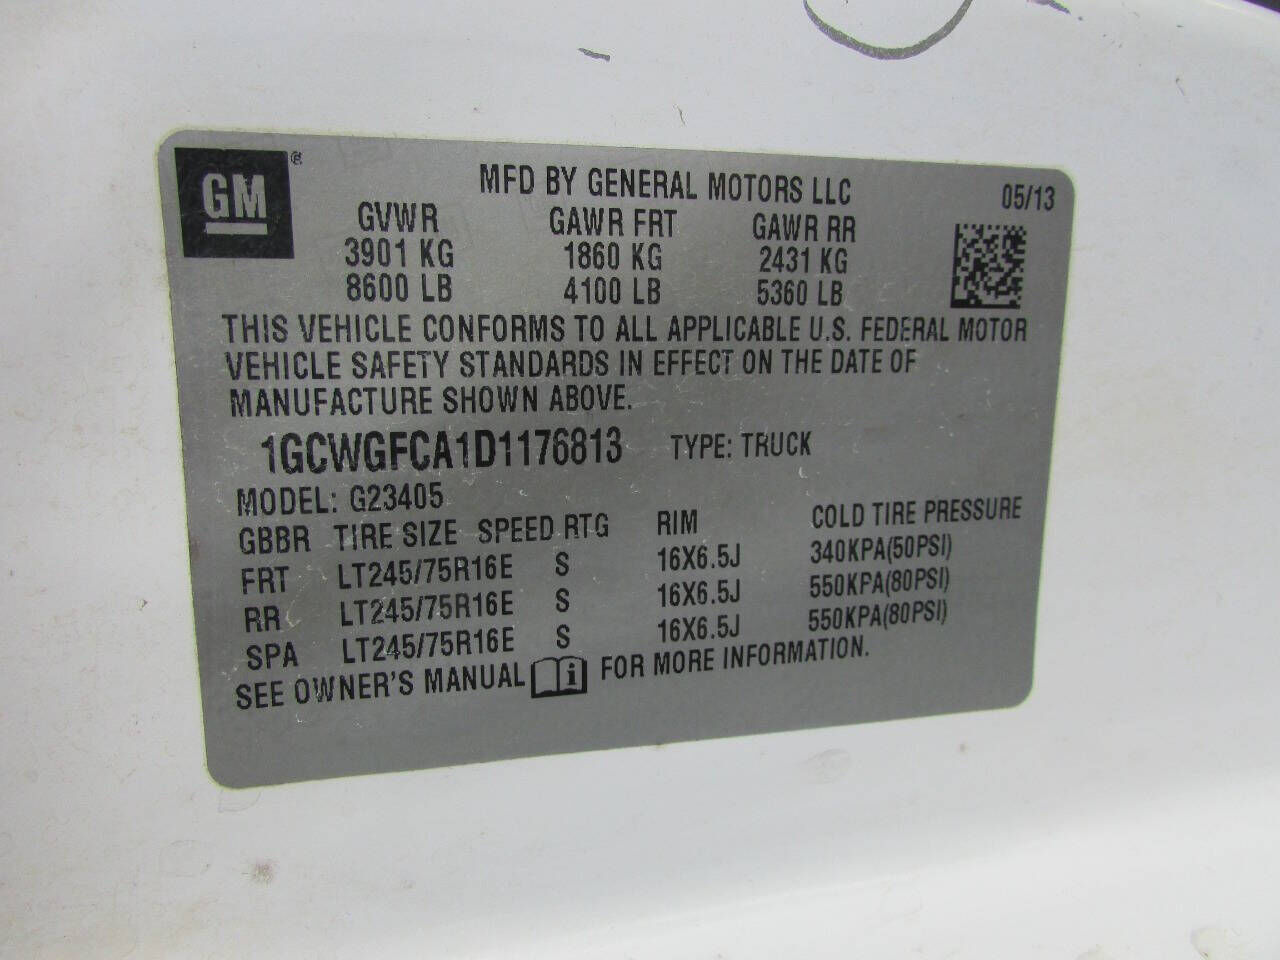 GM®
MFD BY GENERAL MOTORS LLC 05/13
GVWR GAWR FRT GAWR RR
3901 KG 1860 KG 2431 KG
8600 LB 4100 LB 5360 LB
THIS VEHICLE CONFORMS TO ALL APPLICABLE U.S. FEDERAL MOTOR
VEHICLE SAFETY STANDARDS IN EFFECT ON THE DATE OF
MANUFACTURE SHOWN ABOVE.
1GCWGFCA1D1176813 TYPE: TRUCK
MODEL: G23405
GBBR TIRE SIZE SPEED RTG RIM COLD TIRE PRESSURE
FRT LT245/75R16E S 16X6.5J 340KPA(50PSI)
RR LT245/75R16E S 16X6.5J 550KPA(80PSI)
SPA LT245/75R16E S 16X6.5J 550KPA(80PSI)
SEE OWNER'S MANUAL i FOR MORE INFORMATION.